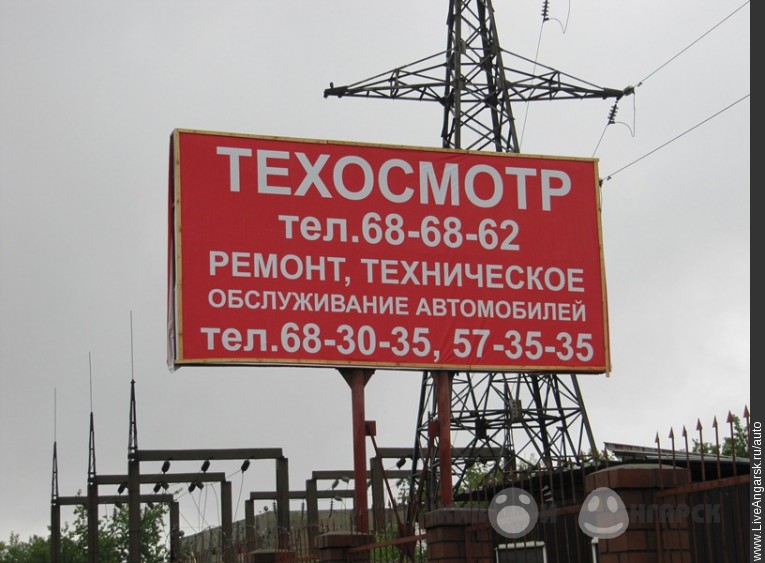 ТЕХОСМОТР
тел.68-68-62
РЕМОНТ, ТЕХНИЧЕСКОЕ
ОБСЛУЖИВАНИЕ АВТОМОБИЛЕЙ
тел.68-30-35, 57-35-35
www.LiveAngarsk.ru/auto